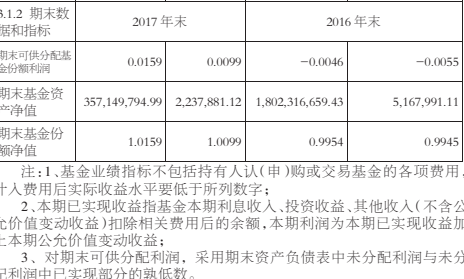 3.1.2 期末数
据和指标
2017 年末
2016 年末
期末可供分配基
金份额利润
0.0159
0.0099
-0.0046
-0.0055
期末基金资
产净值
357,149,794.99
2,237,881.12
1,802,316,659.43
5,167,991.11
期末基金份
额净值
1.0159
1.0099
0.9954
0.9945
注:1、基金业绩指标不包括持有人认(申)购或交易基金的各项费用,
计入费用后实际收益水平要低于所列数字;
2、本期已实现收益指基金本期利息收入、投资收益、其他收入(不含公
允价值变动收益)扣除相关费用后的余额,本期利润为本期已实现收益加
上本期公允价值变动收益;
3、对期末可供分配利润，采用期末资产负债表中未分配利润与未分
配利润中已实现部分的孰低数。